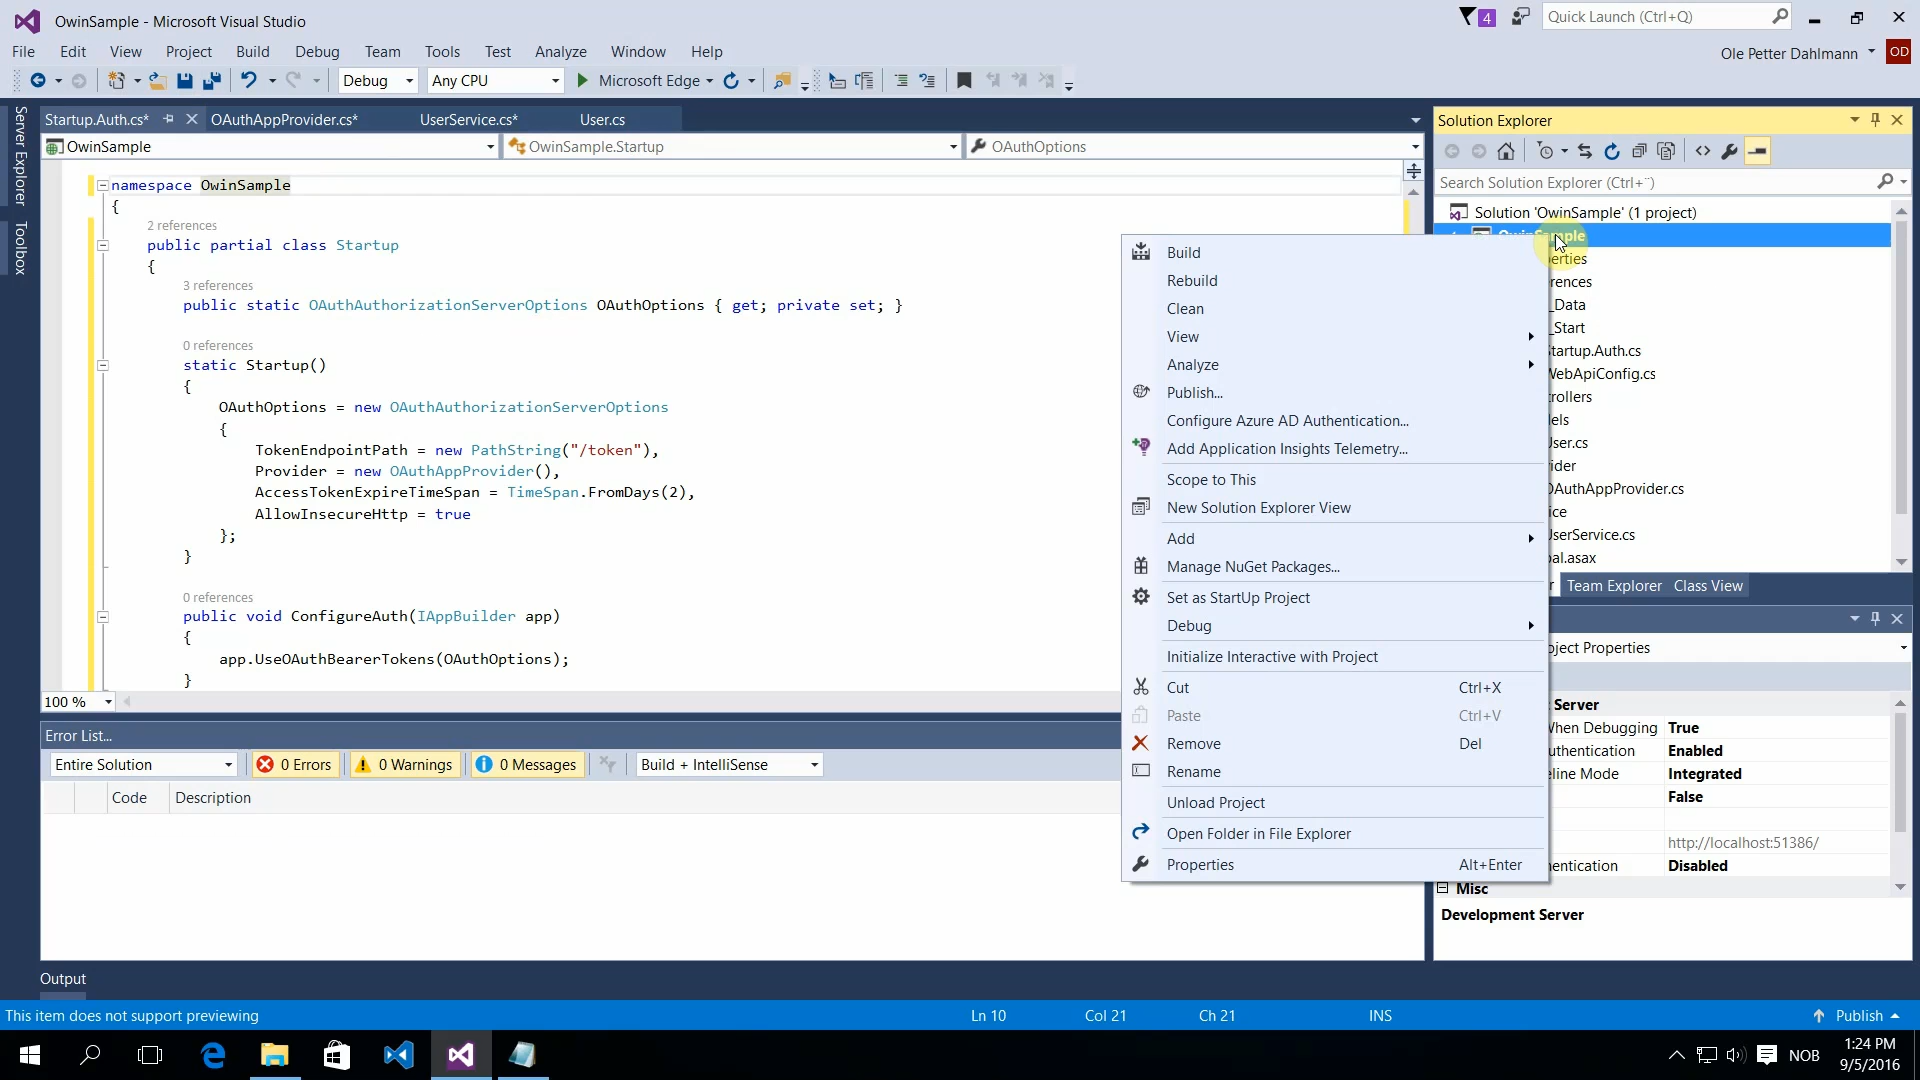 OwinSample - Microsoft Visual Studio
4
Quick Launch (Ctrl+Q)
File Edit View Project Build Debug Team Tools Test Analyze Window Help
Ole Petter Dahlmann
OD
Debug
Any CPU
Microsoft Edge
Server Explorer
Toolbox
Startup.Auth.cs*
OAuthAppProvider.cs*
UserService.cs*
User.cs
OwinSample
OwinSample.Startup
OAuthOptions
namespace OwinSample
{
2 references
public partial class Startup
{
3 references
public static OAuthAuthorizationServerOptions OAuthOptions { get; private set; }
0 references
static Startup()
{
OAuthOptions = new OAuthAuthorizationServerOptions
{
TokenEndpointPath = new PathString("/token"),
Provider = new OAuthAppProvider(),
AccessTokenExpireTimeSpan = TimeSpan.FromDays(2),
AllowInsecureHttp = true
};
}
0 references
public void ConfigureAuth(IAppBuilder app)
{
app.UseOAuthBearerTokens(OAuthOptions);
}
100 %
Error List...
Entire Solution
0 Errors
0 Warnings
0 Messages
Build + IntelliSense
Code
Description
Output
Build
Rebuild
Clean
View
Analyze
Publish...
Configure Azure AD Authentication...
Add Application Insights Telemetry...
Scope to This
New Solution Explorer View
Add
Manage NuGet Packages...
Set as StartUp Project
Debug
Initialize Interactive with Project
Cut Ctrl+X
Paste Ctrl+V
Remove Del
Rename
Unload Project
Open Folder in File Explorer
Properties Alt+Enter
Solution Explorer
Search Solution Explorer (Ctrl+¨)
Solution 'OwinSample' (1 project)
OwinSample
erties
rences
_Data
_Start
Startup.Auth.cs
WebApiConfig.cs
rollers
els
User.cs
ider
OAuthAppProvider.cs
ice
UserService.cs
bal.asax
r
Team Explorer
Class View
oject Properties
t Server
When Debugging True
uthentication Enabled
eline Mode Integrated
False
http://localhost:51386/
entication Disabled
Misc
Development Server
This item does not support previewing
Ln 10
Col 21
Ch 21
INS
Publish
NOB
1:24 PM
9/5/2016